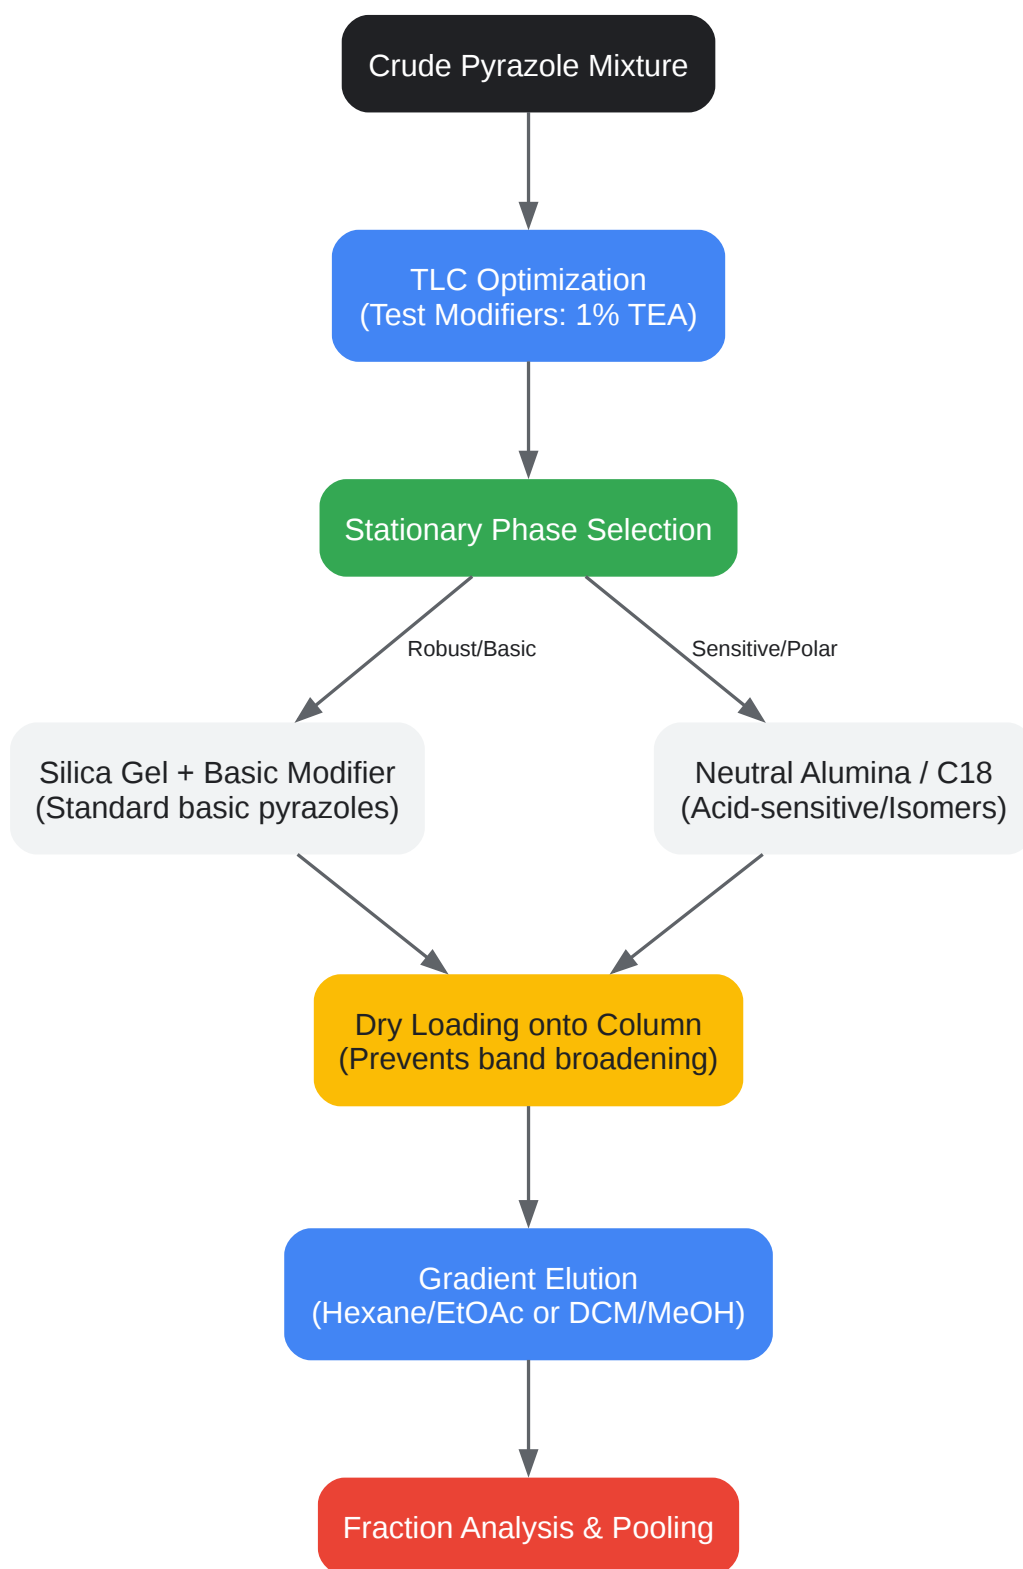 Crude Pyrazole Mixture
TLC Optimization
(Test Modifiers: 1% TEA)
Stationary Phase Selection
Robust/Basic
Sensitive/Polar
Silica Gel + Basic Modifier
(Standard basic pyrazoles)
Neutral Alumina / C18
(Acid-sensitive/Isomers)
Dry Loading onto Column
(Prevents band broadening)
Gradient Elution
(Hexane/EtOAc or DCM/MeOH)
Fraction Analysis & Pooling